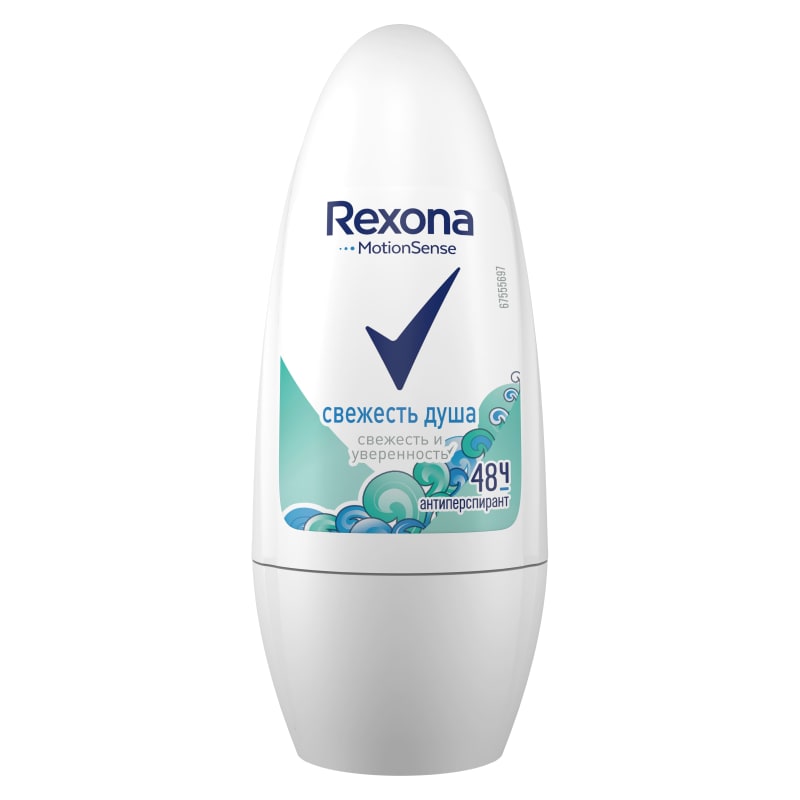 Rexona
MotionSense
67555697
свежесть душа
свежесть и
уверенность
48ч
антиперспирант